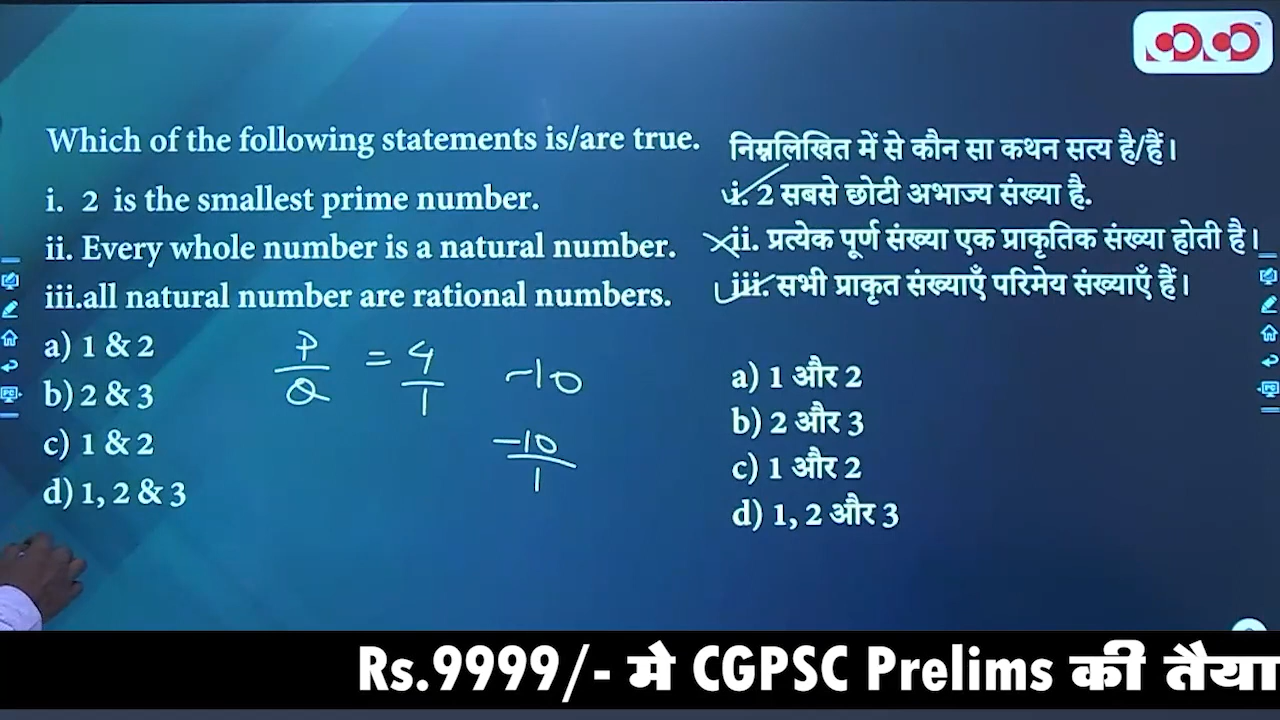 Which of the following statements is/are true.
i. 2 is the smallest prime number.
ii. Every whole number is a natural number.
iii.all natural number are rational numbers.
a) 1 & 2
b) 2 & 3
c) 1 & 2
d) 1, 2 & 3
P/Q = 4/1
-10
-10/1
निम्नलिखित में से कौन सा कथन सत्य है/हैं।
i. 2 सबसे छोटी अभाज्य संख्या है.
ii. प्रत्येक पूर्ण संख्या एक प्राकृतिक संख्या होती है।
iii. सभी प्राकृत संख्याएँ परिमेय संख्याएँ हैं।
a) 1 और 2
b) 2 और 3
c) 1 और 2
d) 1, 2 और 3
Rs.9999/- मे CGPSC Prelims की तैया